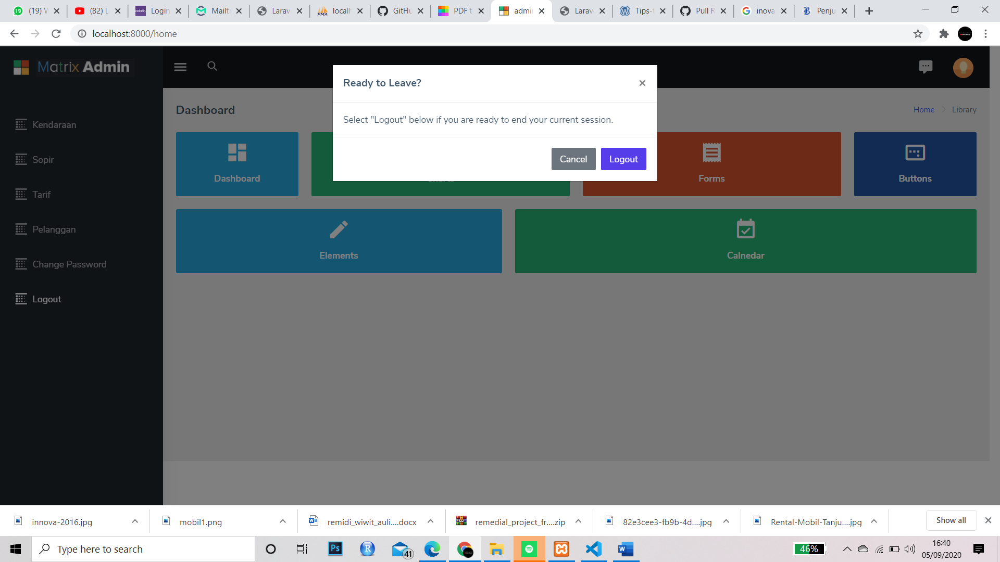 (19) W
(82) L
Login
Mailt
Larav
localh
GitHu
PDF t
admin
Larav
Tips-
Pull R
inova
Penju
localhost:8000/home
Matrix Admin
Ready to Leave?
Select "Logout" below if you are ready to end your current session.
Cancel
Logout
Dashboard
Home
Library
Kendaraan
Sopir
Tarif
Pelanggan
Change Password
Logout
Dashboard
Forms
Buttons
Elements
Calnedar
innova-2016.jpg
mobil1.png
remidi_wiwit_auli....docx
remedial_project_fr....zip
82e3cee3-fb9b-4d....jpg
Rental-Mobil-Tanju....jpg
Show all
Type here to search
41
46%
16:40
05/09/2020